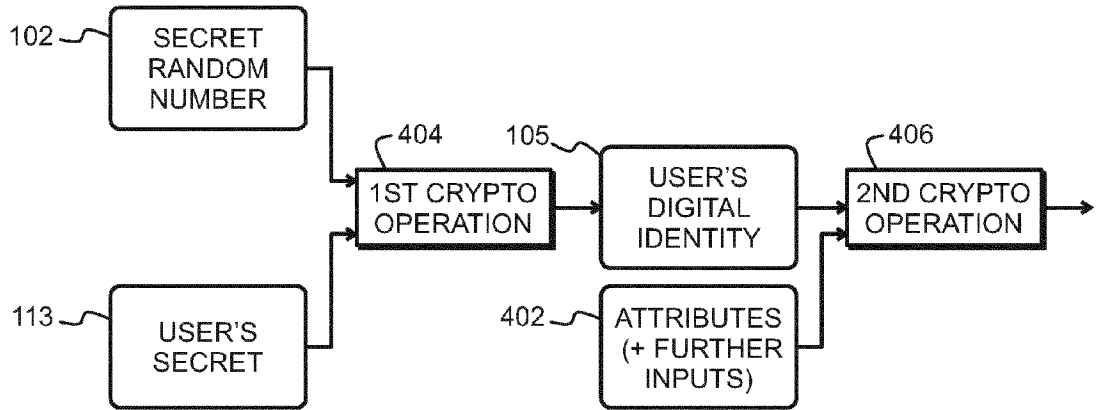 102
SECRET
RANDOM
NUMBER
404
1ST CRYPTO
OPERATION
105
USER'S
DIGITAL
IDENTITY
406
2ND CRYPTO
OPERATION
113
USER'S
SECRET
402
ATTRIBUTES
(+ FURTHER
INPUTS)